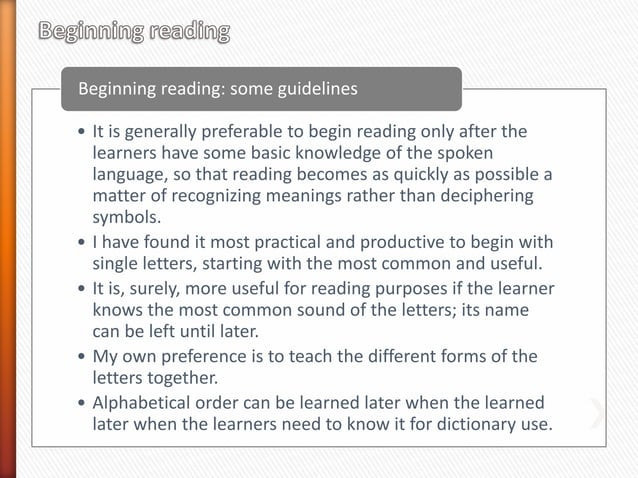 Beginning reading
Beginning reading: some guidelines
• It is generally preferable to begin reading only after the
learners have some basic knowledge of the spoken
language, so that reading becomes as quickly as possible a
matter of recognizing meanings rather than deciphering
symbols.
• I have found it most practical and productive to begin with
single letters, starting with the most common and useful.
• It is, surely, more useful for reading purposes if the learner
knows the most common sound of the letters; its name
can be left until later.
• My own preference is to teach the different forms of the
letters together.
• Alphabetical order can be learned later when the learned
later when the learners need to know it for dictionary use.